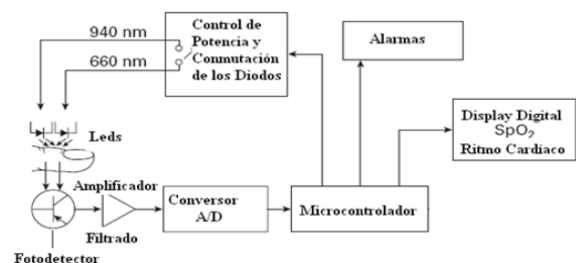 940 nm
660 nm
Control de
Potencia y
Conmutación
de los Diodos
Alarmas
Display Digital
SpO₂
Ritmo Cardíaco
Leds
Amplificador
Filtrado
Conversor
A/D
Microcontrolador
Fotodetector